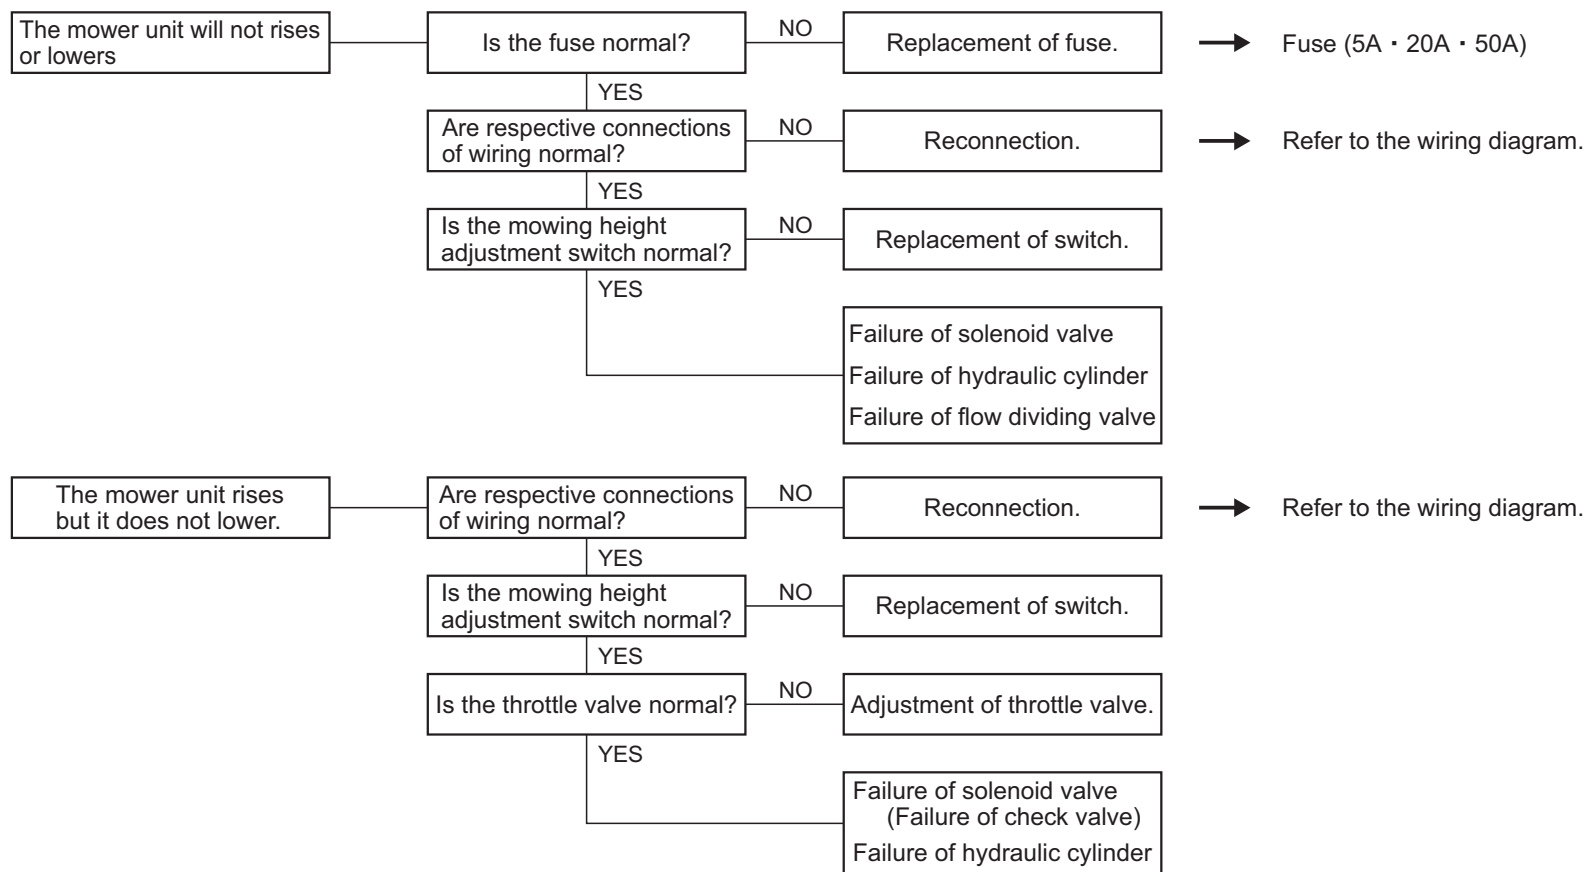 The mower unit will not rises
or lowers
Is the fuse normal?
NO
Replacement of fuse.
Fuse (5A・20A・50A)
YES
Are respective connections
of wiring normal?
NO
Reconnection.
Refer to the wiring diagram.
YES
Is the mowing height
adjustment switch normal?
NO
Replacement of switch.
YES
Failure of solenoid valve
Failure of hydraulic cylinder
Failure of flow dividing valve
The mower unit rises
but it does not lower.
Are respective connections
of wiring normal?
NO
Reconnection.
Refer to the wiring diagram.
YES
Is the mowing height
adjustment switch normal?
NO
Replacement of switch.
YES
Is the throttle valve normal?
NO
Adjustment of throttle valve.
YES
Failure of solenoid valve
(Failure of check valve)
Failure of hydraulic cylinder